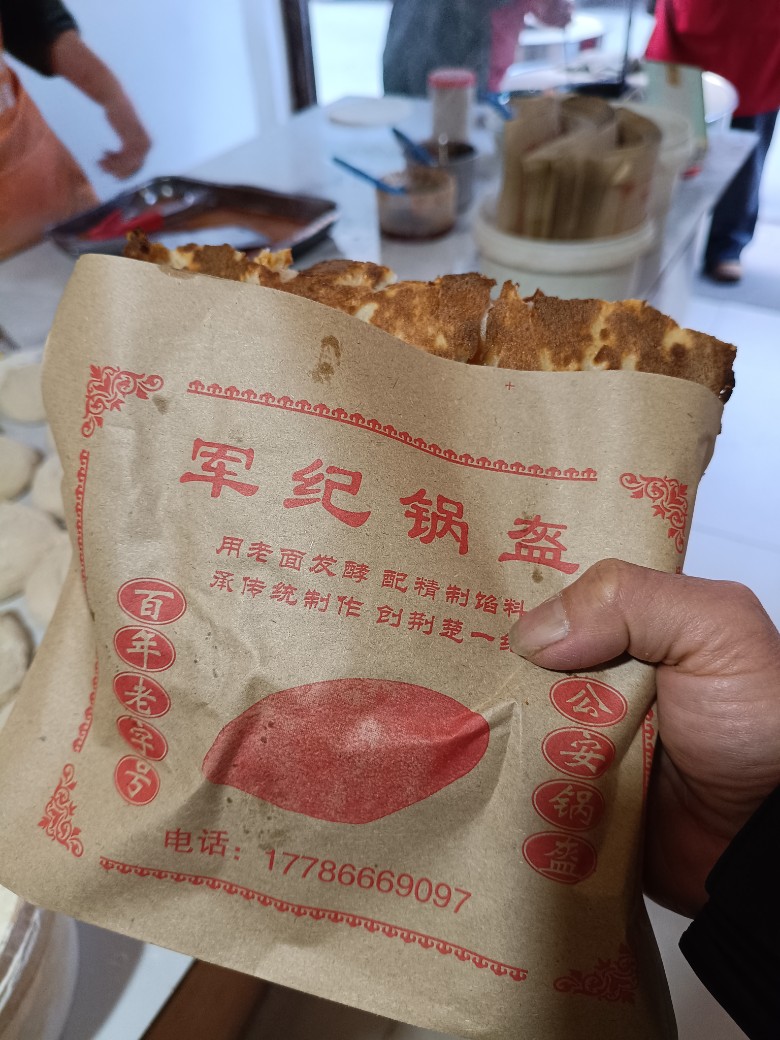 军纪锅盔
用老面发酵 配精制馅料
承传统制作 创荆楚一
百年老字号
公安锅盔
电话：17786669097